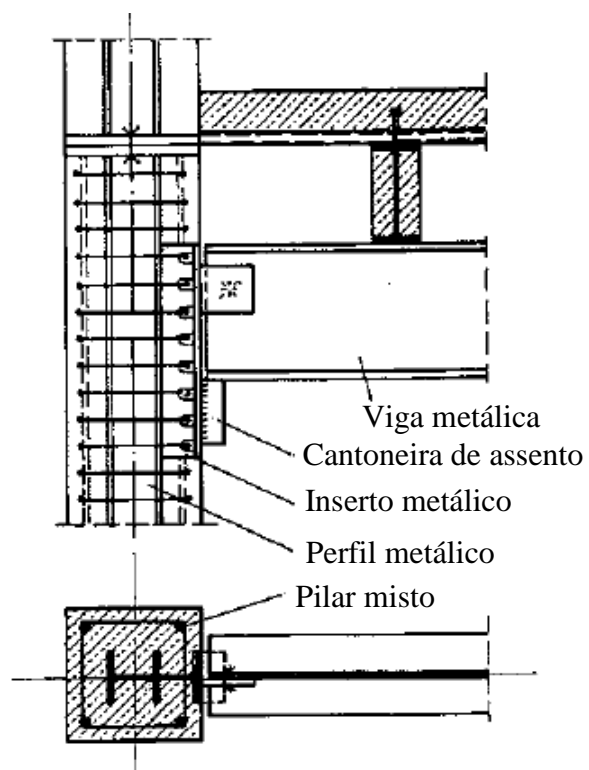 Viga metálica
Cantoneira de assento
Inserto metálico
Perfil metálico
Pilar misto